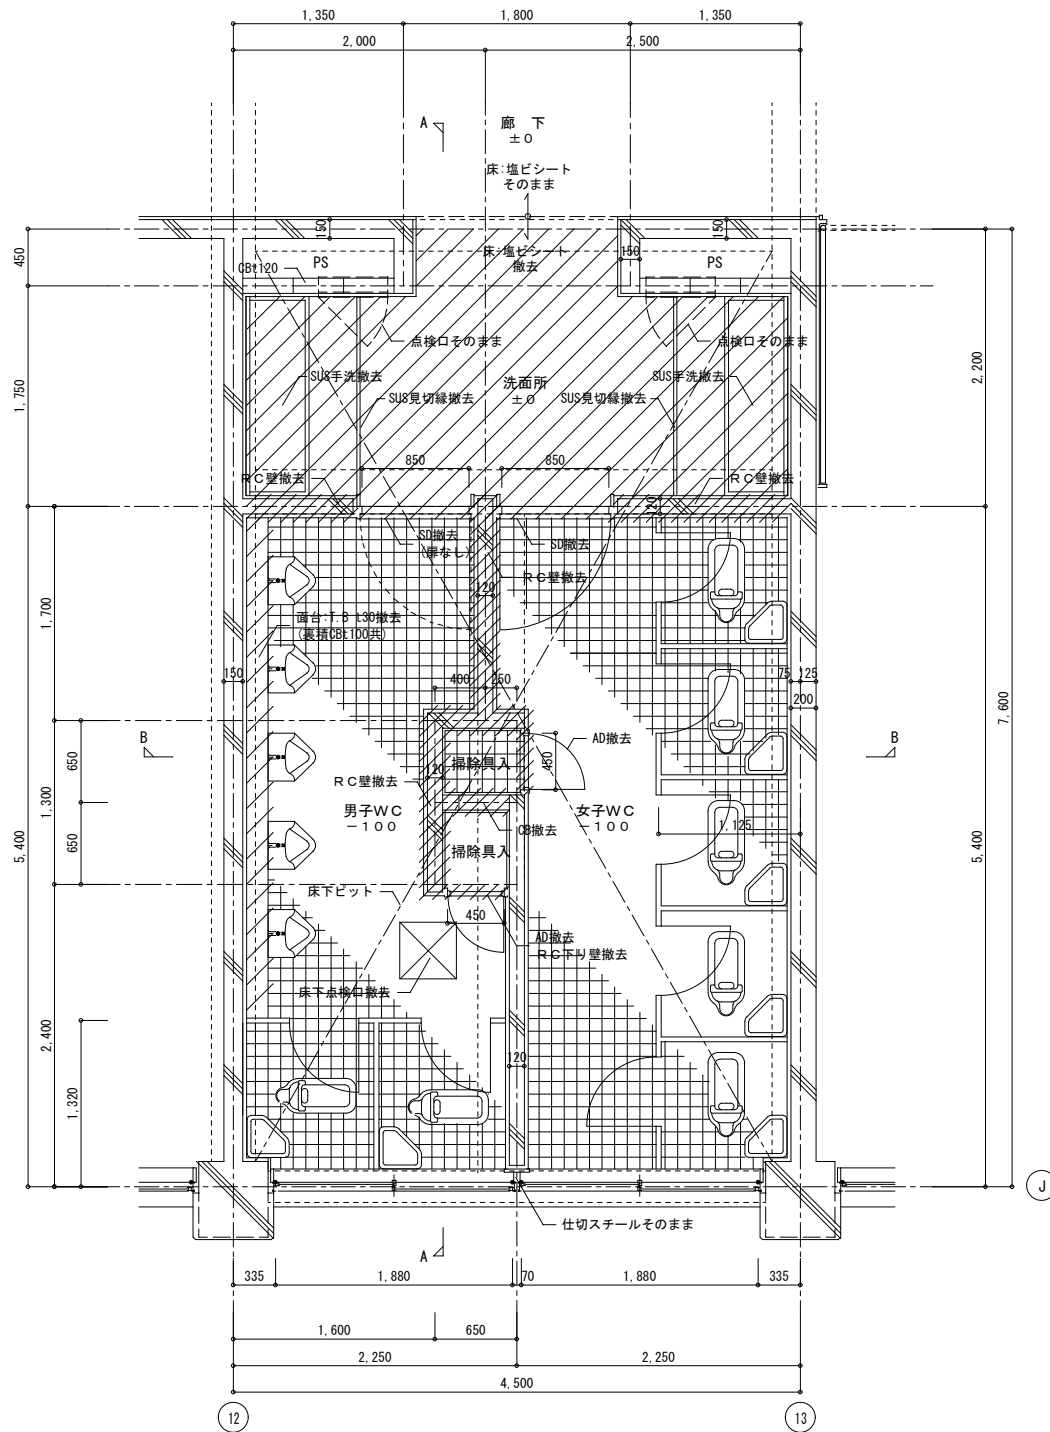 1,350
1,800
1,350
2,000
2,500
A
廊 下
±0
床:塩ビシート
そのまま
150
150
450
床:塩ビシート
撤去
150
PS
PS
CBt120
点検口そのまま
点検口そのまま
1,750
2,200
SUS手洗撤去
洗面所
±0
SUS手洗撤去
SUS見切縁撤去
SUS見切縁撤去
850
850
RC壁撤去
RC壁撤去
120
SD撤去
(扉なし)
SD撤去
RC壁撤去
120
1,700
面台:T.B t30撤去
(裏積CBt100共)
150
400
250
75
125
200
7,600
B
B
650
AD撤去
450
掃除具入
120
RC壁撤去
1,300
男子WC
-100
女子WC
-100
1,125
CB撤去
650
掃除具入
5,400
5,400
床下ピット
450
AD撤去
RC下り壁撤去
床下点検口撤去
2,400
120
1,320
J
仕切スチールそのまま
A
335
1,880
70
1,880
335
1,600
650
2,250
2,250
4,500
12
13